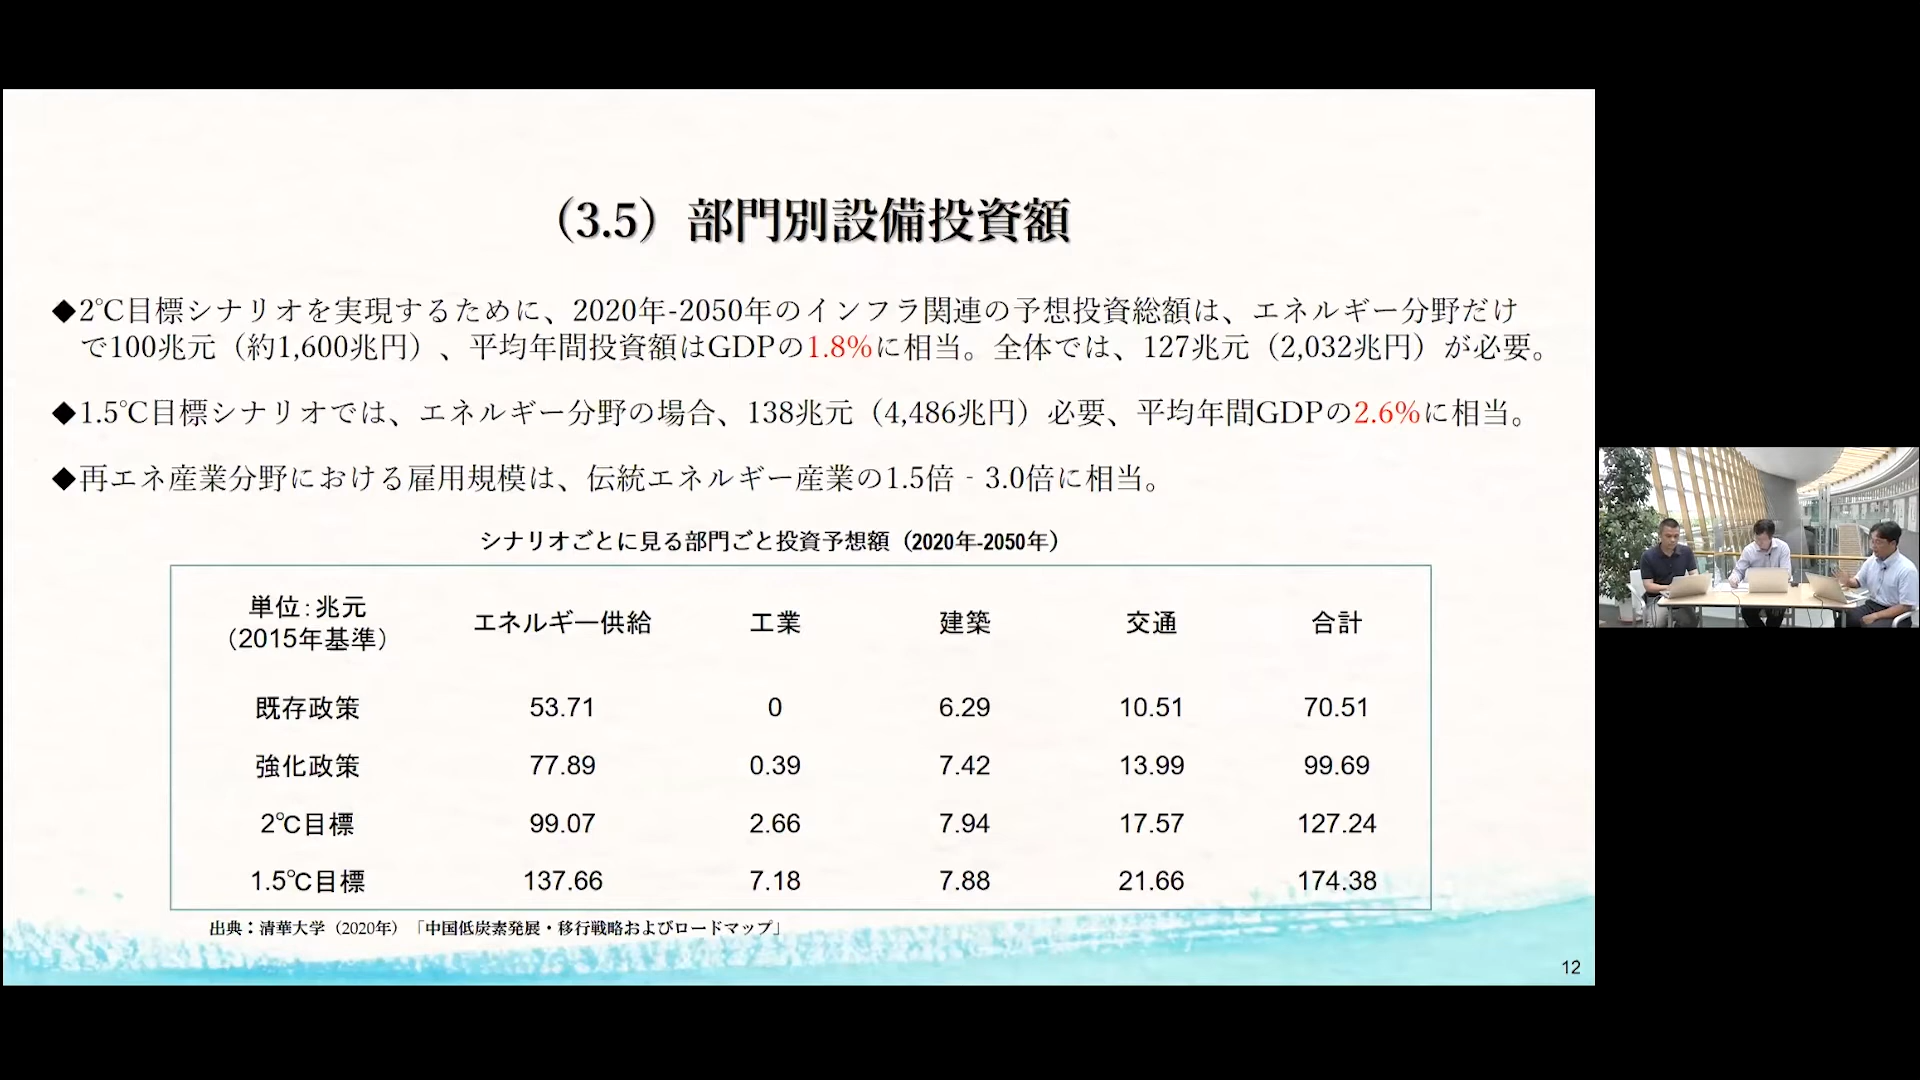 （3.5）部門別設備投資額
◆2℃目標シナリオを実現するために、2020年-2050年のインフラ関連の予想投資総額は、エネルギー分野だけ
で100兆元（約1,600兆円）、平均年間投資額はGDPの1.8%に相当。全体では、127兆元（2,032兆円）が必要。
◆1.5℃目標シナリオでは、エネルギー分野の場合、138兆元（4,486兆円）必要、平均年間GDPの2.6%に相当。
◆再エネ産業分野における雇用規模は、伝統エネルギー産業の1.5倍‐3.0倍に相当。
シナリオごとに見る部門ごと投資予想額（2020年-2050年）
単位：兆元
（2015年基準） エネルギー供給 工業 建築 交通 合計
既存政策 53.71 0 6.29 10.51 70.51
強化政策 77.89 0.39 7.42 13.99 99.69
2℃目標 99.07 2.66 7.94 17.57 127.24
1.5℃目標 137.66 7.18 7.88 21.66 174.38
出典：清華大学（2020年）「中国低炭素発展・移行戦略およびロードマップ」
12